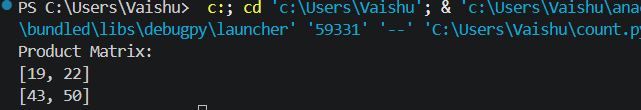 PS C:\Users\Vaishu>  c:; cd 'c:\Users\Vaishu'; & 'c:\Users\Vaishu\ana
\bundled\libs\debugpy\launcher' '59331' '--' 'C:\Users\Vaishu\count.p
Product Matrix:
[19, 22]
[43, 50]